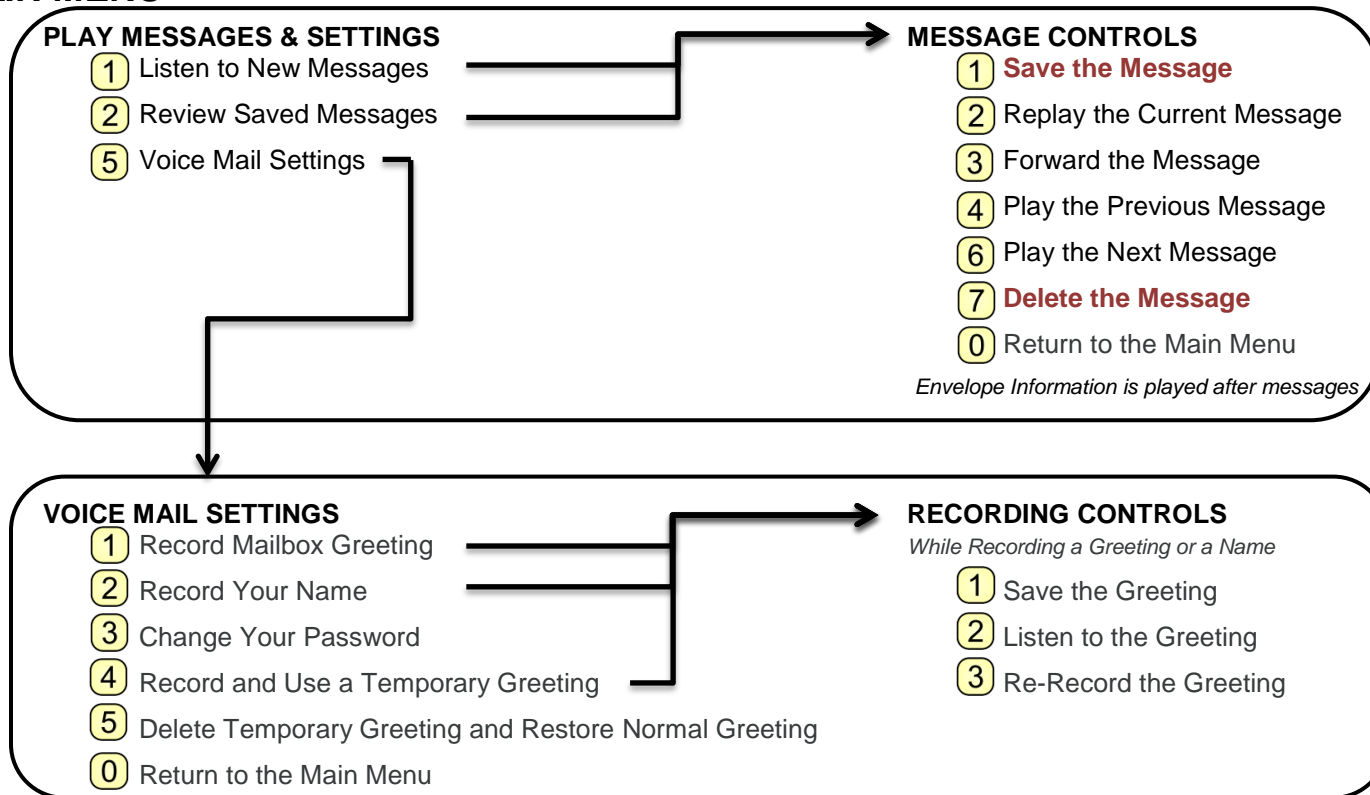 PLAY MESSAGES & SETTINGS
1 Listen to New Messages
2 Review Saved Messages
5 Voice Mail Settings
MESSAGE CONTROLS
1 Save the Message
2 Replay the Current Message
3 Forward the Message
4 Play the Previous Message
6 Play the Next Message
7 Delete the Message
0 Return to the Main Menu
Envelope Information is played after messages
VOICE MAIL SETTINGS
1 Record Mailbox Greeting
2 Record Your Name
3 Change Your Password
4 Record and Use a Temporary Greeting
5 Delete Temporary Greeting and Restore Normal Greeting
0 Return to the Main Menu
RECORDING CONTROLS
While Recording a Greeting or a Name
1 Save the Greeting
2 Listen to the Greeting
3 Re-Record the Greeting